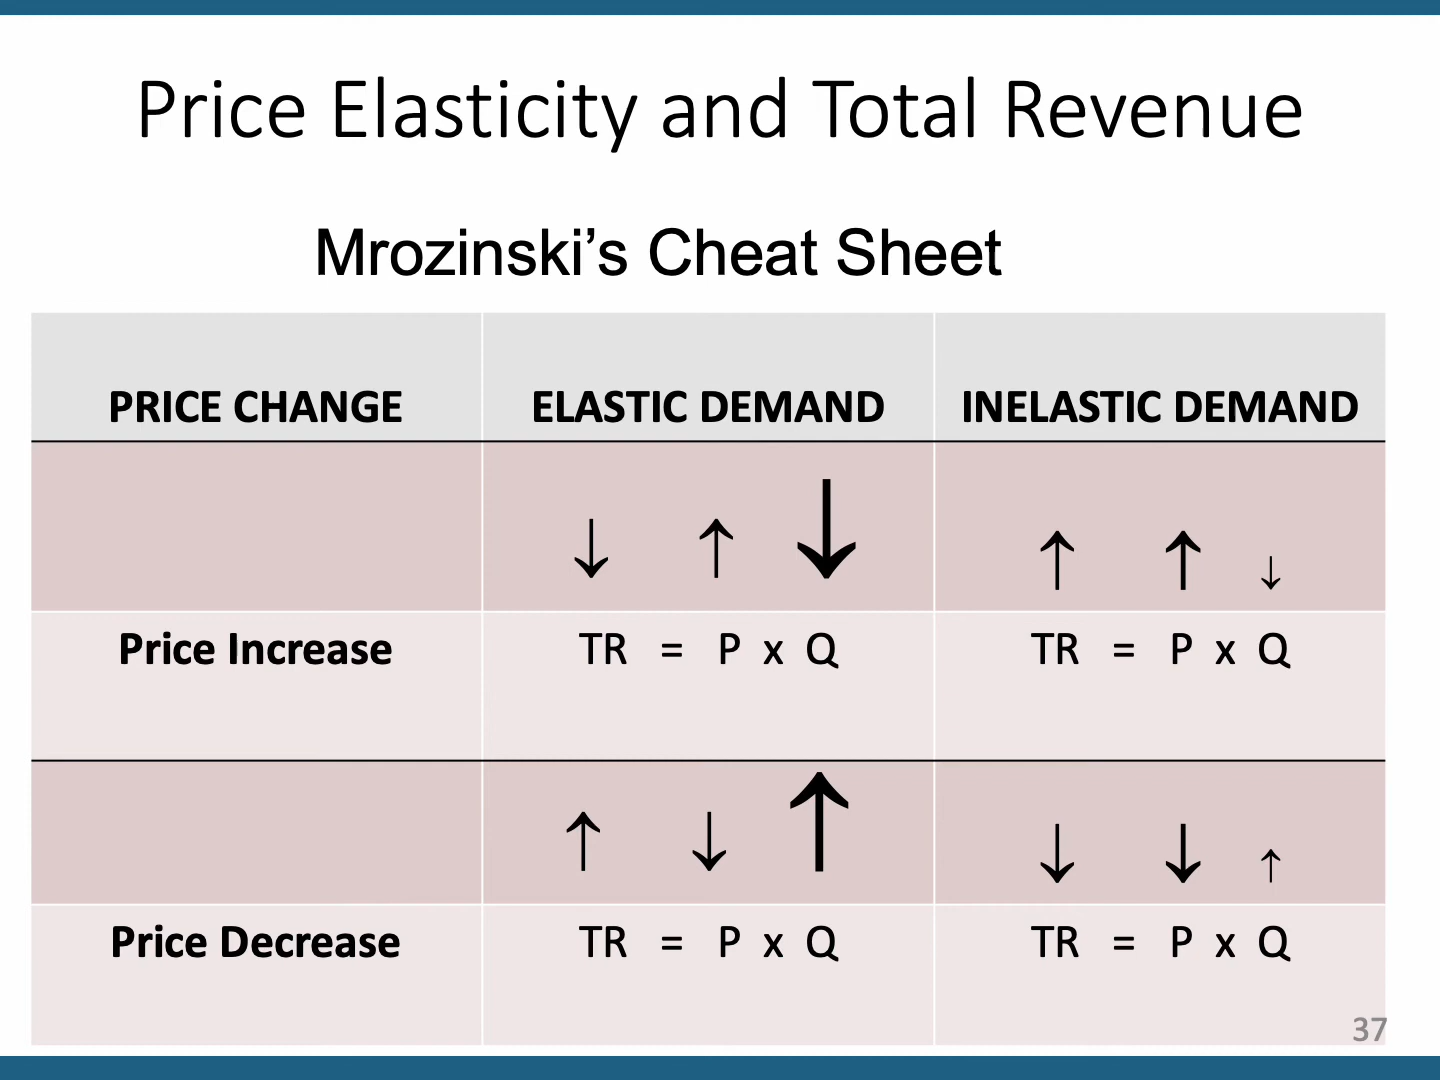 Price Elasticity and Total Revenue
Mrozinski’s Cheat Sheet
PRICE CHANGE ELASTIC DEMAND INELASTIC DEMAND
↓ ↑ ↓ ↑ ↑ ↓
Price Increase TR = P x Q TR = P x Q
↑ ↓ ↑ ↓ ↓ ↑
Price Decrease TR = P x Q TR = P x Q
37